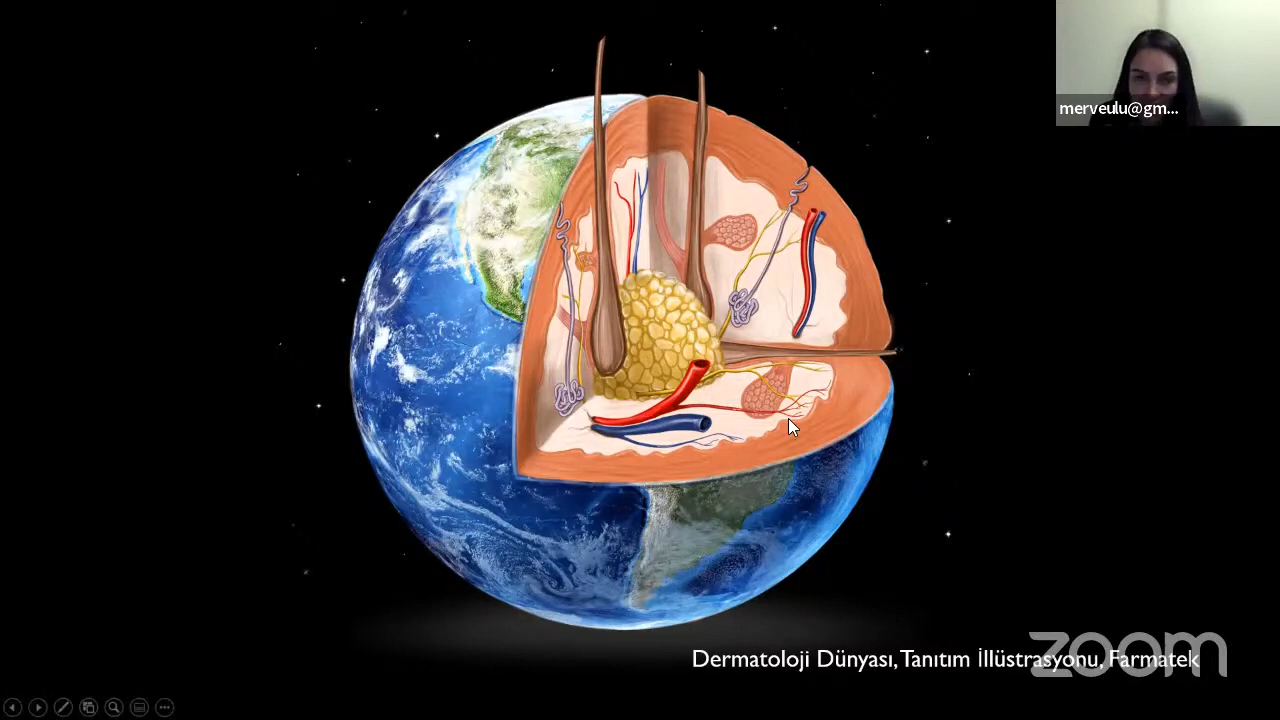 merveulu@gm...
Dermatoloji Dünyası, Tanıtım İllüstrasyonu, Farmatek
zoom